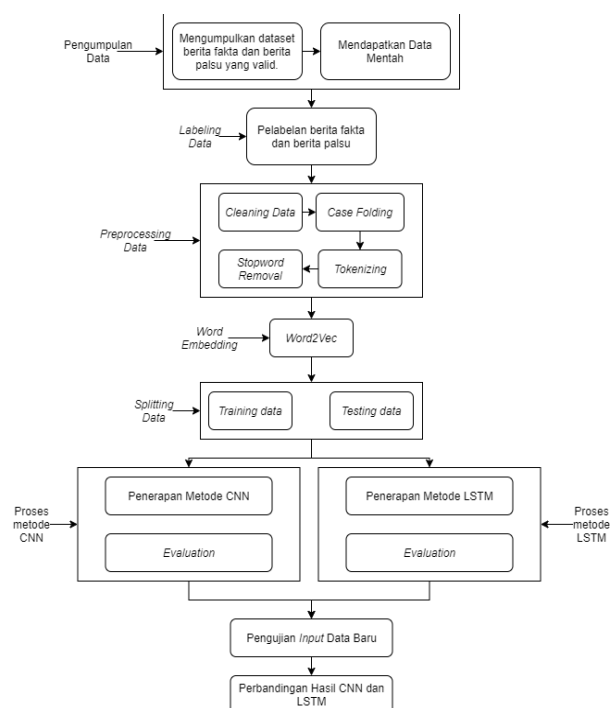 Pengumpulan
Data
Mengumpulkan dataset
berita fakta dan berita
palsu yang valid.
Mendapatkan Data
Mentah
Labeling
Data
Pelabelan berita fakta
dan berita palsu
Preprocessing
Data
Cleaning Data
Case Folding
Stopword
Removal
Tokenizing
Word
Embedding
Word2Vec
Splitting
Data
Training data
Testing data
Proses
metode
CNN
Penerapan Metode CNN
Evaluation
Penerapan Metode LSTM
Evaluation
Proses
metode
LSTM
Pengujian Input Data Baru
Perbandingan Hasil CNN dan
LSTM